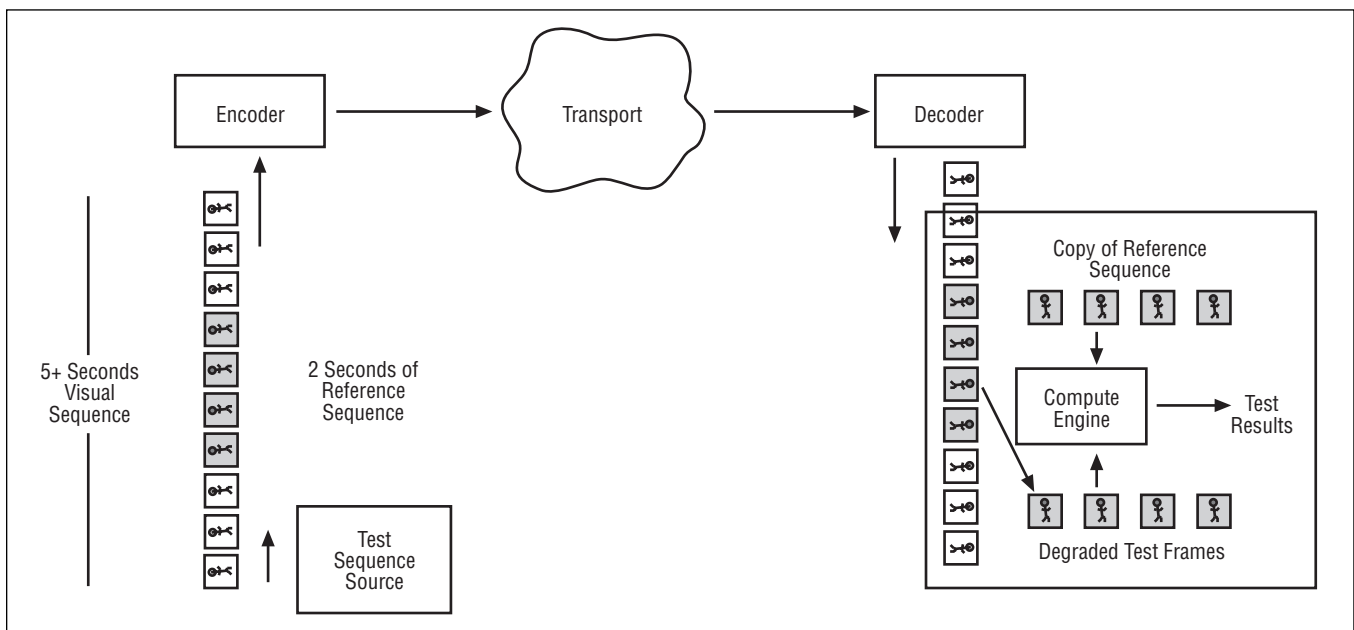 Encoder
Transport
Decoder
5+ Seconds
Visual
Sequence
2 Seconds of
Reference
Sequence
Test
Sequence
Source
Copy of Reference
Sequence
Compute
Engine
Test
Results
Degraded Test Frames